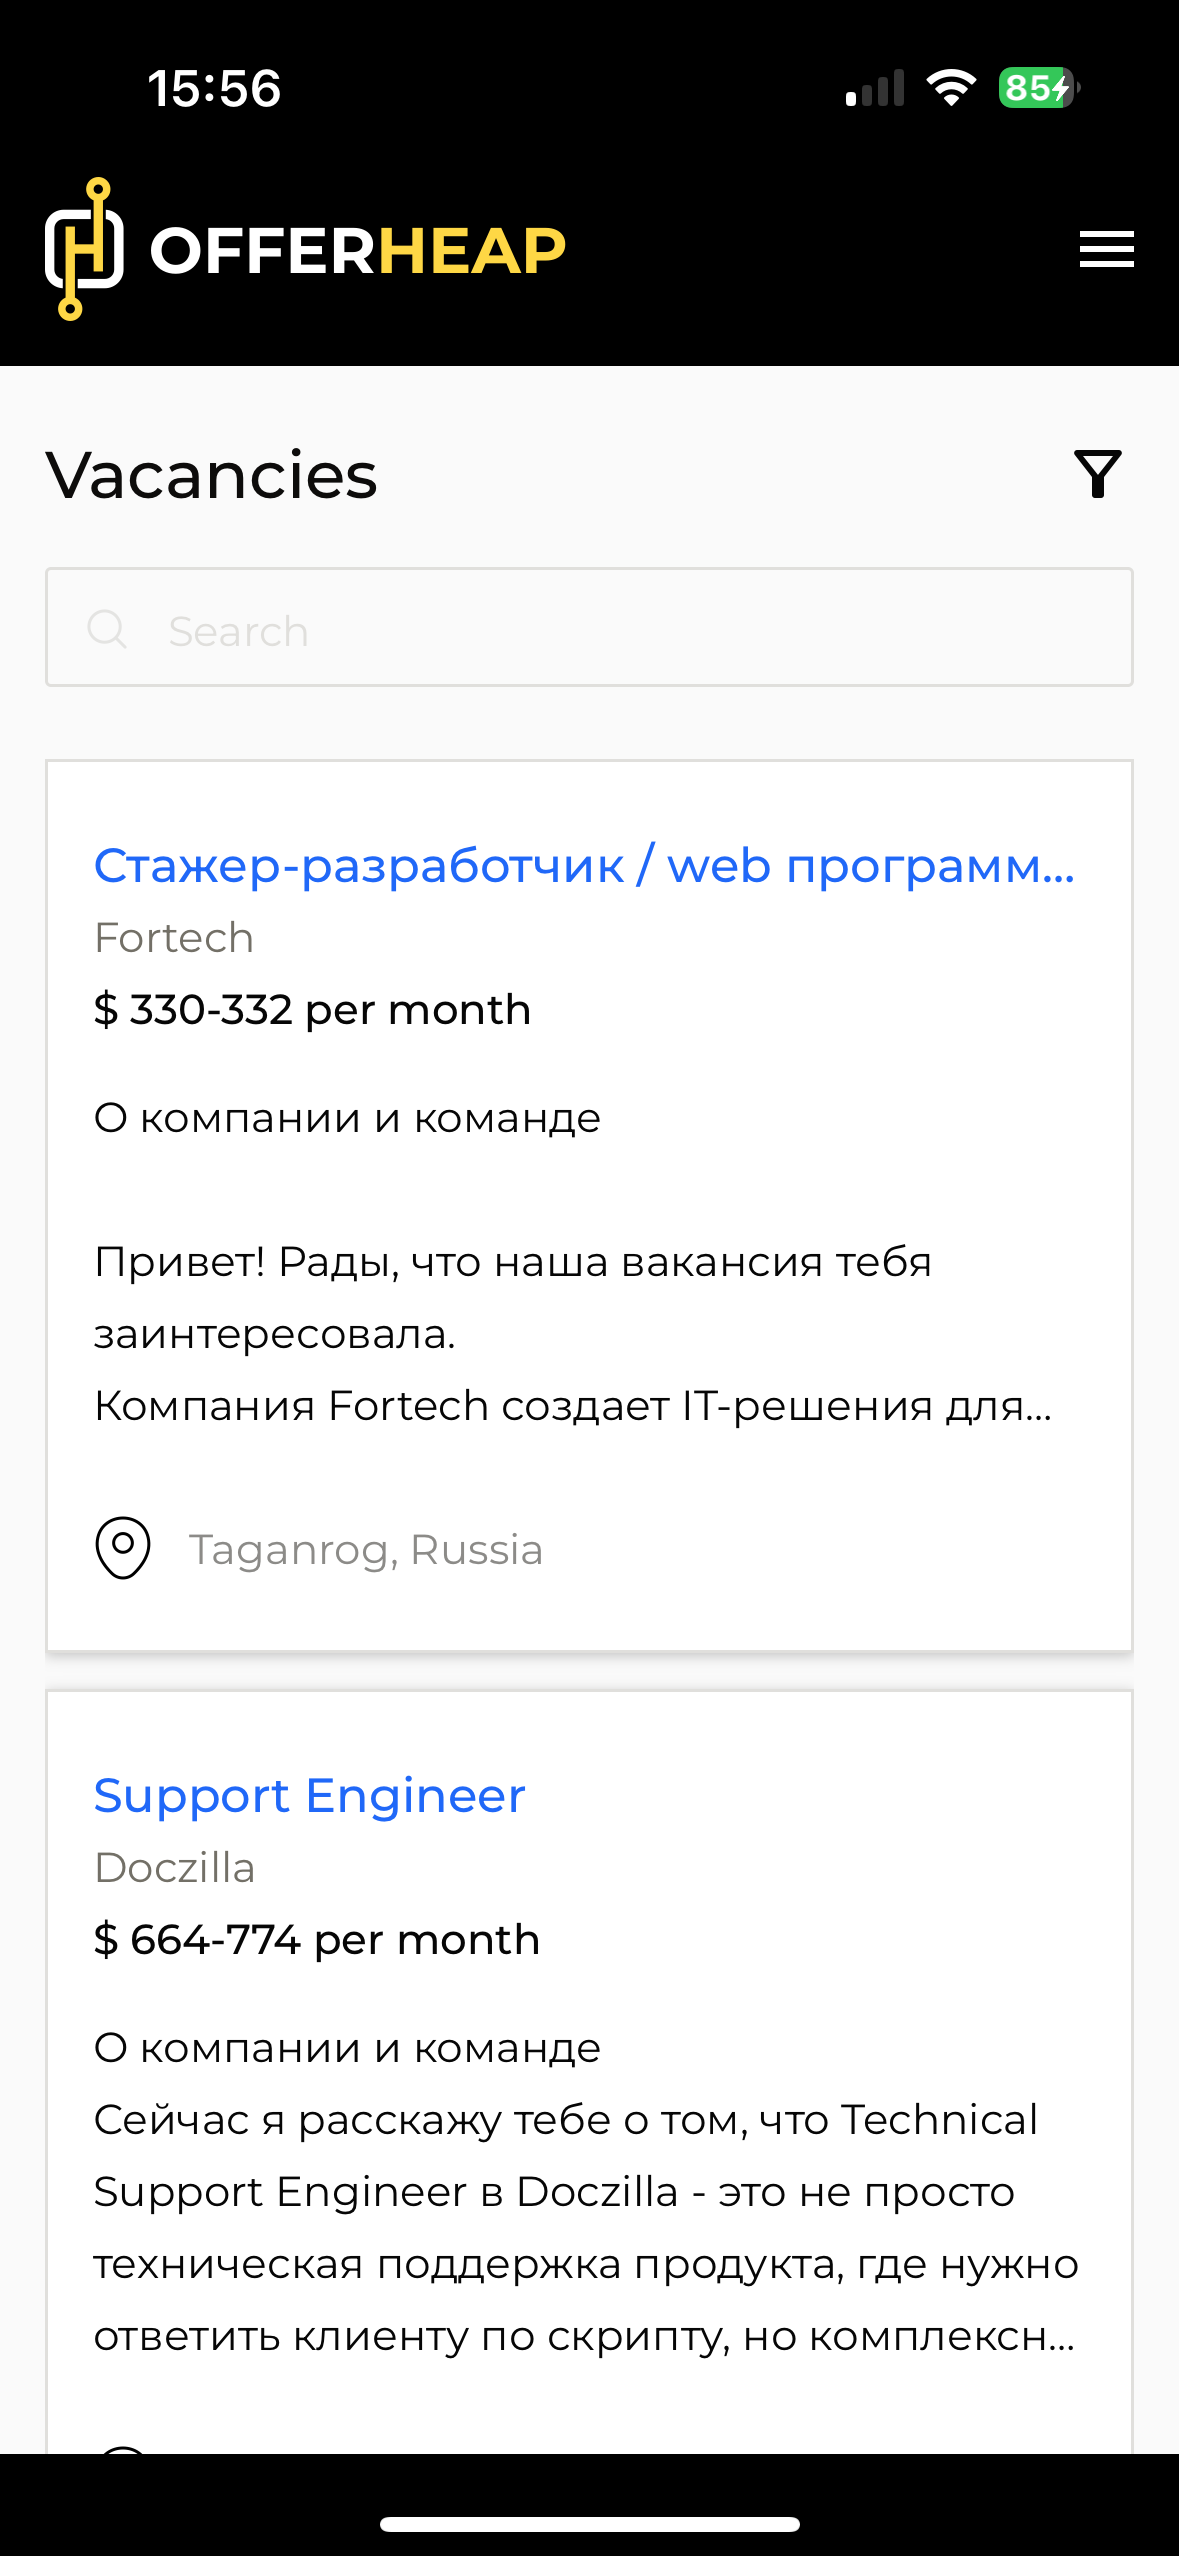 15:56
85
OFFERHEAP
Vacancies
Search
Стажер-разработчик / web программ...
Fortech
$ 330-332 per month
О компании и команде
Привет! Рады, что наша вакансия тебя
заинтересовала.
Компания Fortech создает IT-решения для...
Taganrog, Russia
Support Engineer
Doczilla
$ 664-774 per month
О компании и команде
Сейчас я расскажу тебе о том, что Technical
Support Engineer в Doczilla - это не просто
техническая поддержка продукта, где нужно
ответить клиенту по скрипту, но комплексн...